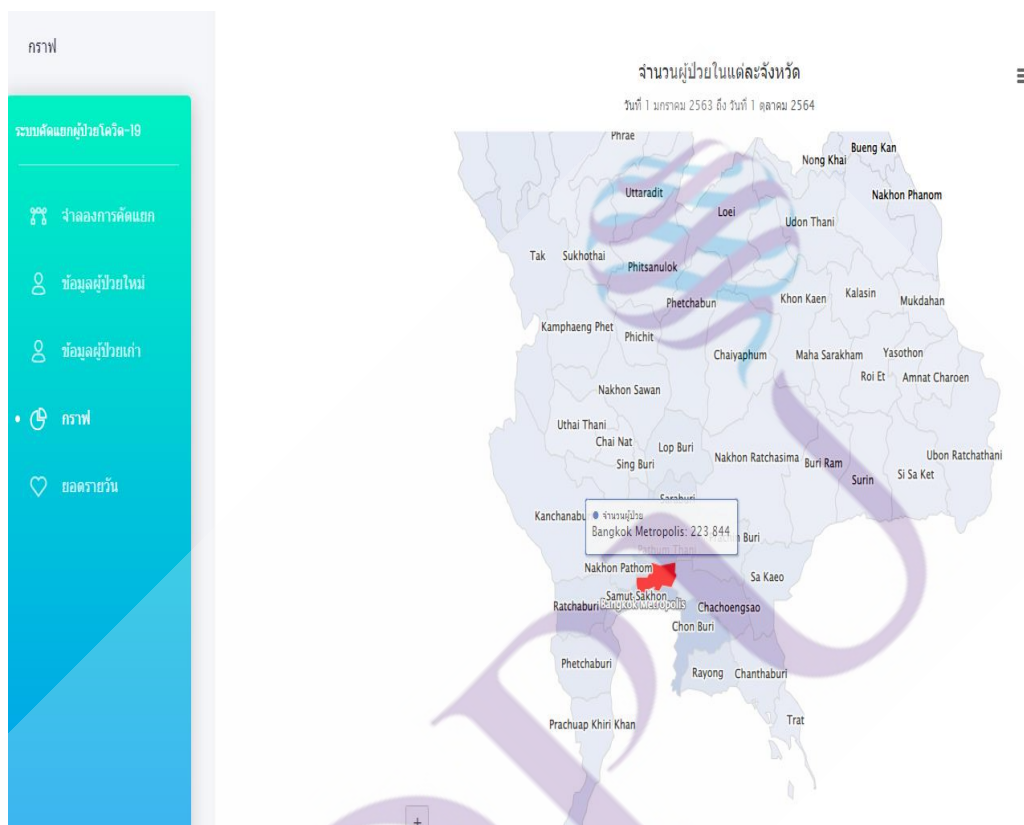 กราฟ
ระบบคัดแยกผู้ป่วยโควิด-19
จำลองการคัดแยก
ข้อมูลผู้ป่วยใหม่
ข้อมูลผู้ป่วยเก่า
กราฟ
ยอดรายวัน
จำนวนผู้ป่วยในแต่ละจังหวัด
วันที่ 1 มกราคม 2563 ถึง วันที่ 1 ตุลาคม 2564
Phrae
Bueng Kan
Nong Khai
Uttaradit
Nakhon Phanom
Loei
Udon Thani
Tak
Sukhothai
Phitsanulok
Phetchabun
Khon Kaen
Kalasin
Mukdahan
Kamphaeng Phet
Phichit
Chaiyaphum
Maha Sarakham
Yasothon
Roi Et
Amnat Charoen
Nakhon Sawan
Uthai Thani
Chai Nat
Lop Buri
Sing Buri
Nakhon Ratchasima
Buri Ram
Ubon Ratchathani
Surin
Si Sa Ket
Saraburi
Kanchanabu
จำนวนผู้ป่วย
Bangkok Metropolis: 223 844
Buri
Pathum Thani
Nakhon Pathom
Sa Kaeo
Samut Sakhon
Ratchaburi
Bangkok Metropolis
Chachoengsao
Chon Buri
Phetchaburi
Rayong
Chanthaburi
Prachuap Khiri Khan
Trat
+